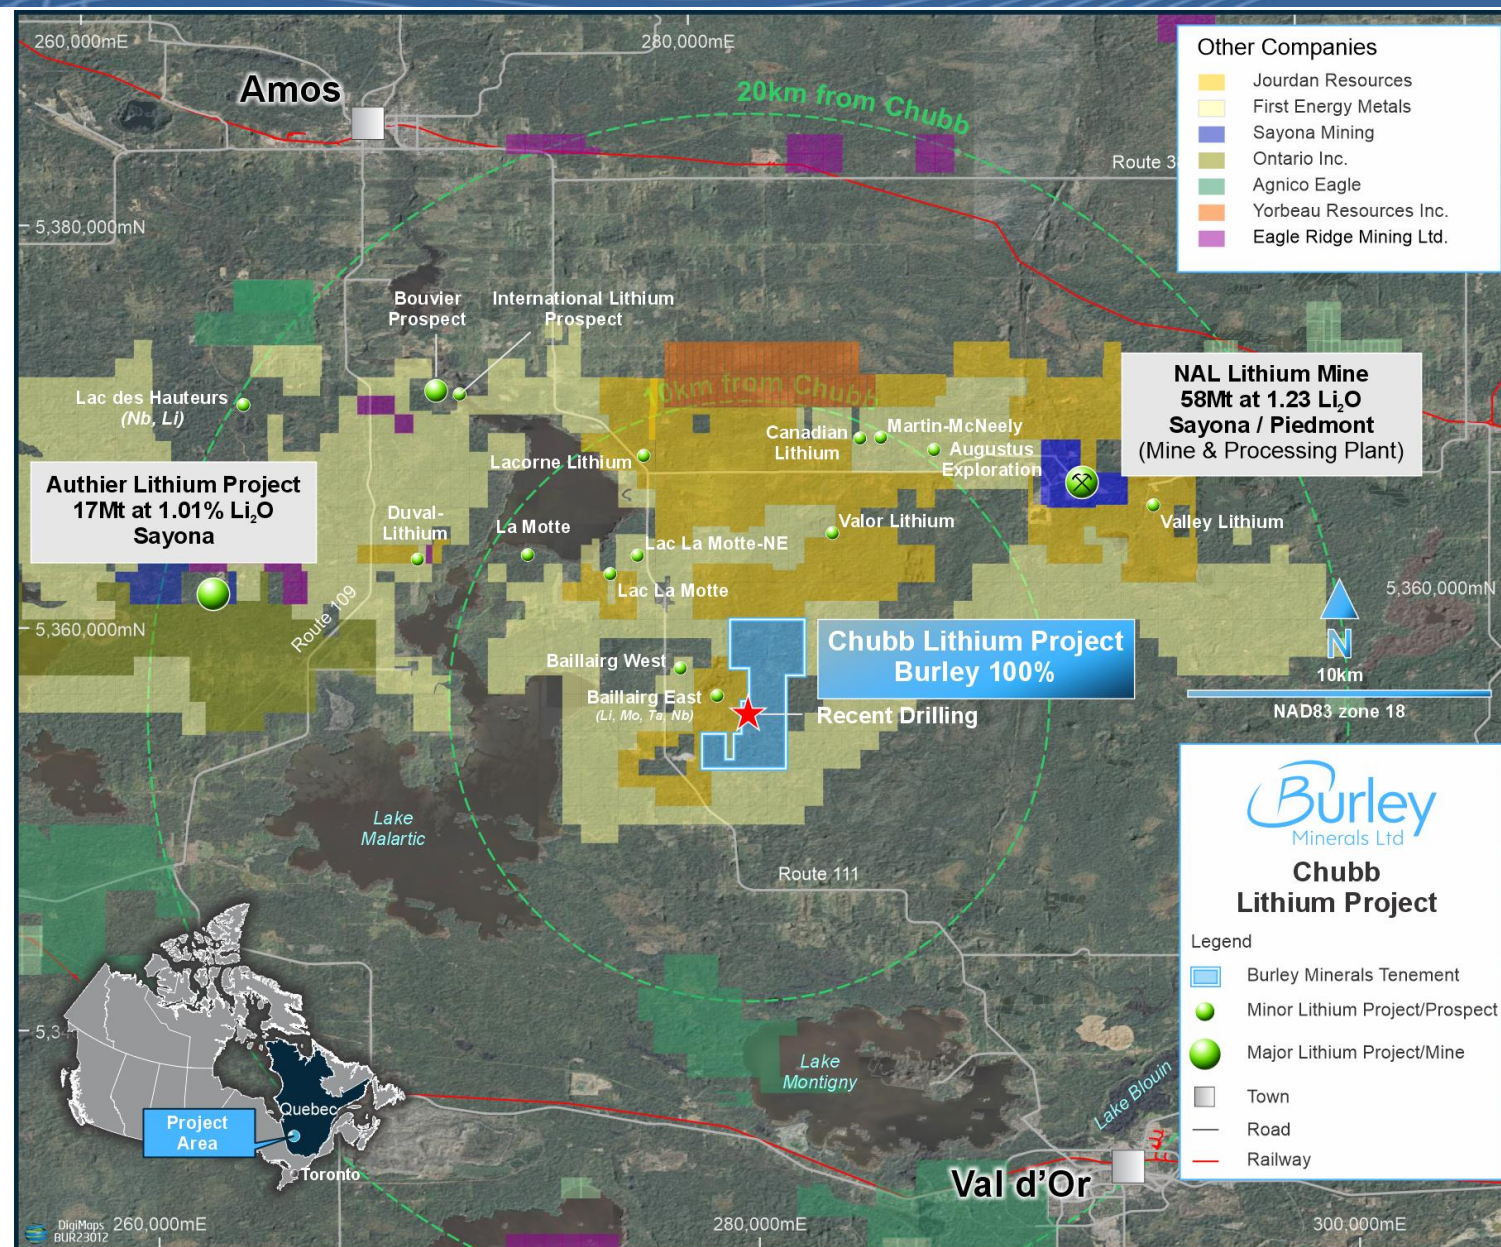 260,000mE
280,000mE
Amos
20km from Chubb
Route 3
5,380,000mN
Other Companies
Jourdan Resources
First Energy Metals
Sayona Mining
Ontario Inc.
Agnico Eagle
Yorbeau Resources Inc.
Eagle Ridge Mining Ltd.
Bouvier
Prospect
International Lithium
Prospect
Lac des Hauteurs
(Nb, Li)
10km from Chubb
Canadian
Lithium
Martin-McNeely
Augustus
Exploration
Lacorne Lithium
NAL Lithium Mine
58Mt at 1.23 Li₂O
Sayona / Piedmont
(Mine & Processing Plant)
Authier Lithium Project
17Mt at 1.01% Li₂O
Sayona
Duval-
Lithium
La Motte
Valor Lithium
Valley Lithium
Lac La Motte-NE
Lac La Motte
Route 109
5,360,000mN
5,360,000mN
N
10km
NAD83 zone 18
Chubb Lithium Project
Burley 100%
Baillairg West
Baillairg East
(Li, Mo, Ta, Nb)
Recent Drilling
Lake
Malartic
Route 111
Burley
Minerals Ltd
Chubb
Lithium Project
Legend
Burley Minerals Tenement
Minor Lithium Project/Prospect
Major Lithium Project/Mine
Town
Road
Railway
5,34
Lake
Montigny
Lake Blouin
Quebec
Project
Area
Toronto
Val d'Or
DigiMaps
BUR23012
260,000mE
280,000mE
300,000mE